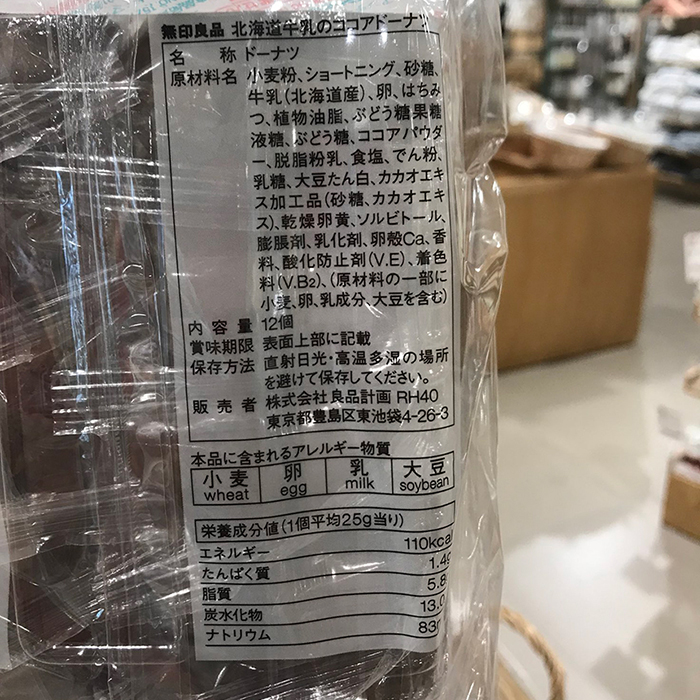 無印良品 北海道牛乳のココアドーナツ
名 称 ドーナツ
原材料名 小麦粉、ショートニング、砂糖、
牛乳(北海道産)、卵、はちみ
つ、植物油脂、ぶどう糖果糖
液糖、ぶどう糖、ココアパウダ
ー、脱脂粉乳、食塩、でん粉、
乳糖、大豆たん白、カカオエキ
ス加工品(砂糖、カカオエキ
ス)、乾燥卵黄、ソルビトール、
膨脹剤、乳化剤、卵殻Ca、香
料、酸化防止剤(V.E)、着色
料(V.B2)、(原材料の一部に
小麦、卵、乳成分、大豆を含む)
内 容 量 12個
賞味期限 表面上部に記載
保存方法 直射日光・高温多湿の場所
を避けて保存してください。
販 売 者 株式会社良品計画 RH40
東京都豊島区東池袋4-26-3
本品に含まれるアレルギー物質
小麦 卵 乳 大豆
wheat egg milk soybean
栄養成分値(1個平均25g当り)
エネルギー 110kcal
たんぱく質 1.4g
脂質 5.8
炭水化物 13.0
ナトリウム 83